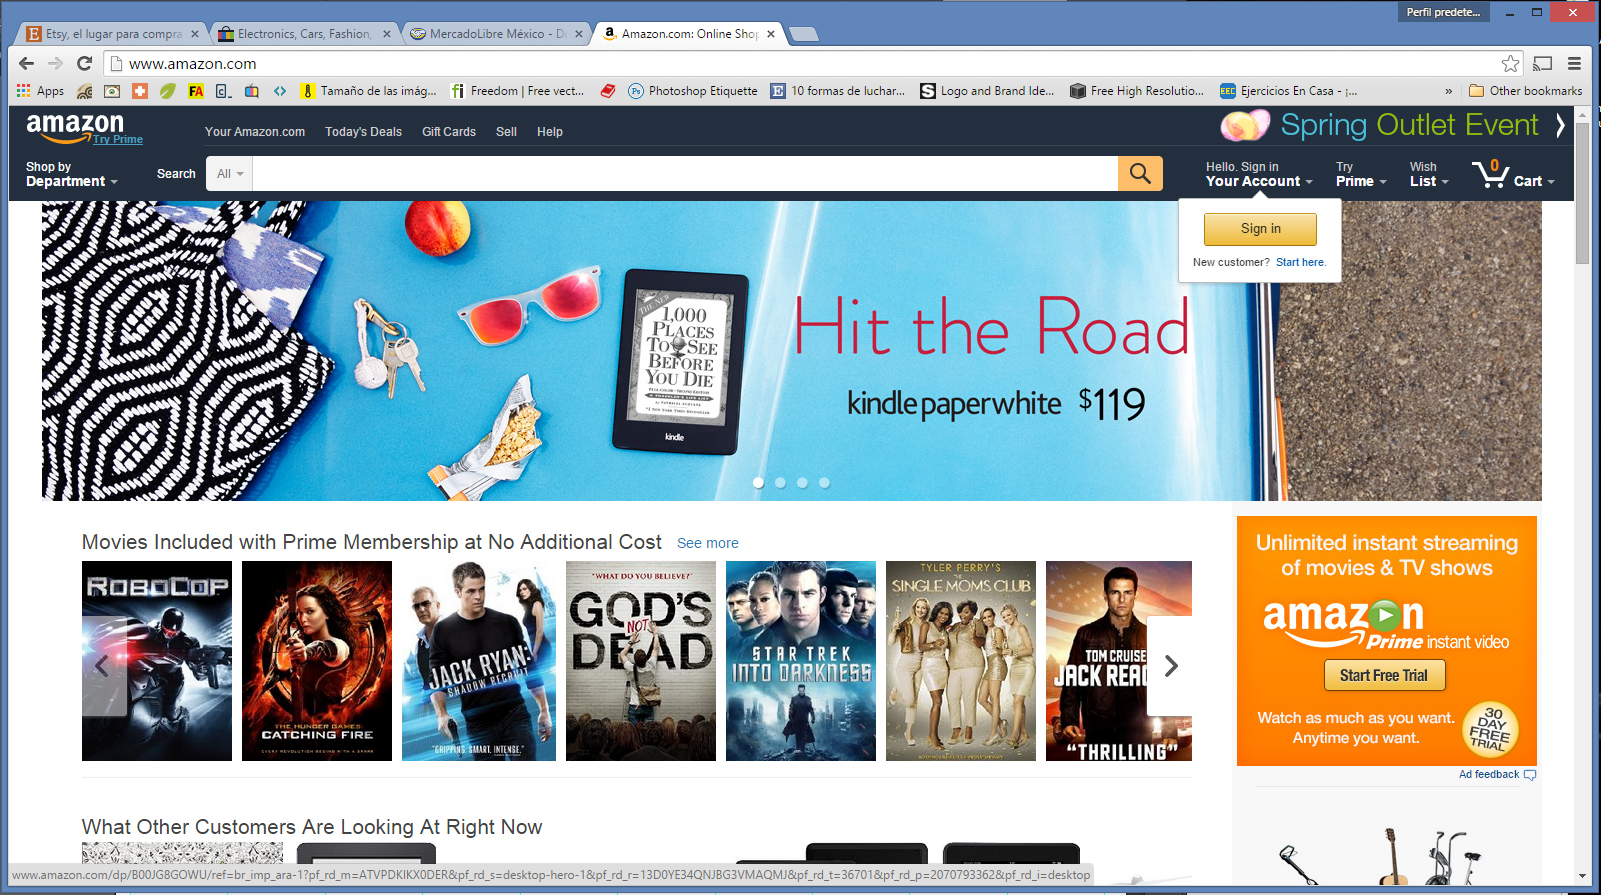 Perfil predete...
Etsy, el lugar para compra
Electronics, Cars, Fashion,
MercadoLibre México - D
Amazon.com: Online Shop
www.amazon.com
Apps
FA
Tamaño de las imág...
Freedom | Free vect...
Photoshop Etiquette
10 formas de luchar...
Logo and Brand Ide...
Free High Resolutio...
Ejercicios En Casa - ¡...
»
Other bookmarks
amazon
Try Prime
Your Amazon.com
Today's Deals
Gift Cards
Sell
Help
Spring Outlet Event
Shop by
Department
Search
All
Hello. Sign in
Your Account
Try
Prime
Wish
List
0
Cart
Sign in
New customer? Start here.
THE NEW
1,000
PLACES
TO SEE
BEFORE
YOU DIE
kindle
Hit the Road
kindle paperwhite $119
Movies Included with Prime Membership at No Additional Cost See more
ROBOCOP
THE HUNGER GAMES
CATCHING FIRE
EVERY REVOLUTION BEGINS WITH A SPARK
JACK RYAN:
SHADOW RECRUIT
"GRIPPING. SMART. INTENSE."
"WHAT DO YOU BELIEVE?"
GOD'S
NOT
DEAD
STAR TREK
INTO DARKNESS
TYLER PERRY'S
THE
SINGLE MOMS CLUB
TOM CRUISE
JACK REAC
"THRILLING"
Unlimited instant streaming
of movies & TV shows
amazon
Prime instant video
Start Free Trial
Watch as much as you want.
Anytime you want.
30
DAY
FREE
TRIAL
Ad feedback
What Other Customers Are Looking At Right Now
www.amazon.com/dp/B00JG8GOWU/ref=br_imp_ara-1?pf_rd_m=ATVPDKIKX0DER&pf_rd_s=desktop-hero-1&pf_rd_r=13D0YE34QNJBG3VMAQMJ&pf_rd_t=36701&pf_rd_p=2070793362&pf_rd_i=desktop